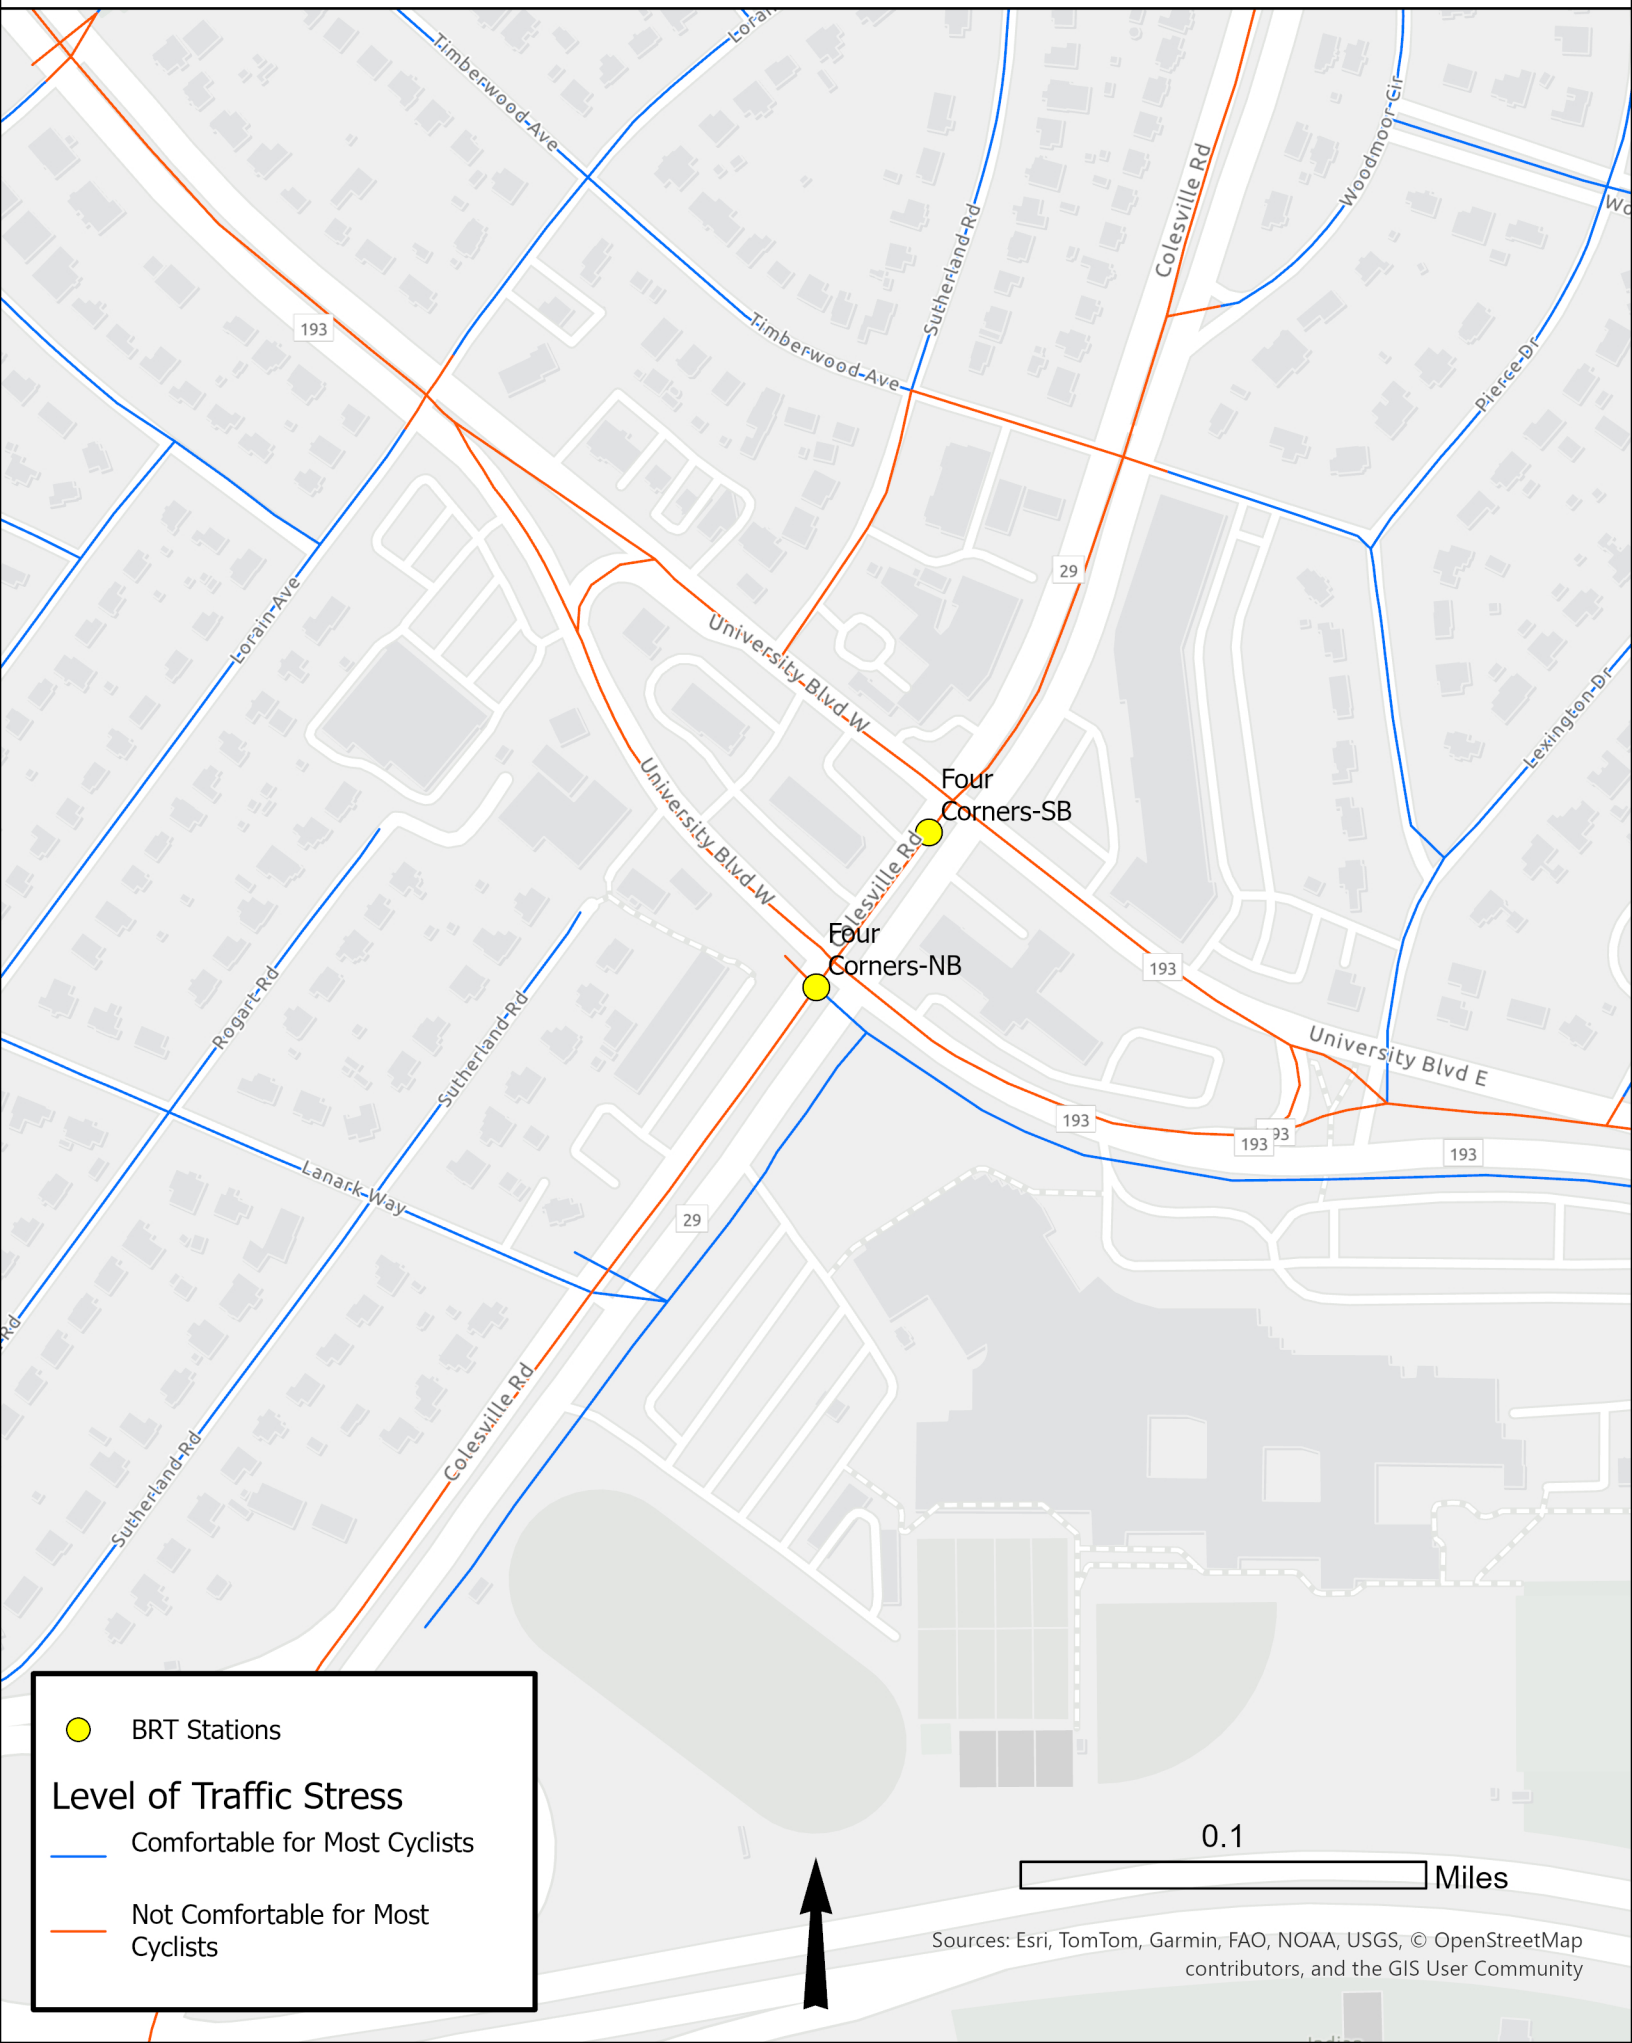 Loran
Timberwood Ave
Woodmoor Cir
Colesville Rd
Wo
Sutherland Rd
193
Timberwood Ave
Pierce Dr
29
Lorain Ave
University Blvd W
Lexington Dr
University Blvd W
Four
Corners-SB
Colesville Rd
Four
Corners-NB
193
Rogart Rd
Sutherland Rd
University Blvd E
193
193
193
193
Lanark Way
29
Rd
Colesville Rd
Sutherland Rd
BRT Stations
Level of Traffic Stress
Comfortable for Most Cyclists
Not Comfortable for Most
Cyclists
0.1
Miles
Sources: Esri, TomTom, Garmin, FAO, NOAA, USGS, © OpenStreetMap
contributors, and the GIS User Community